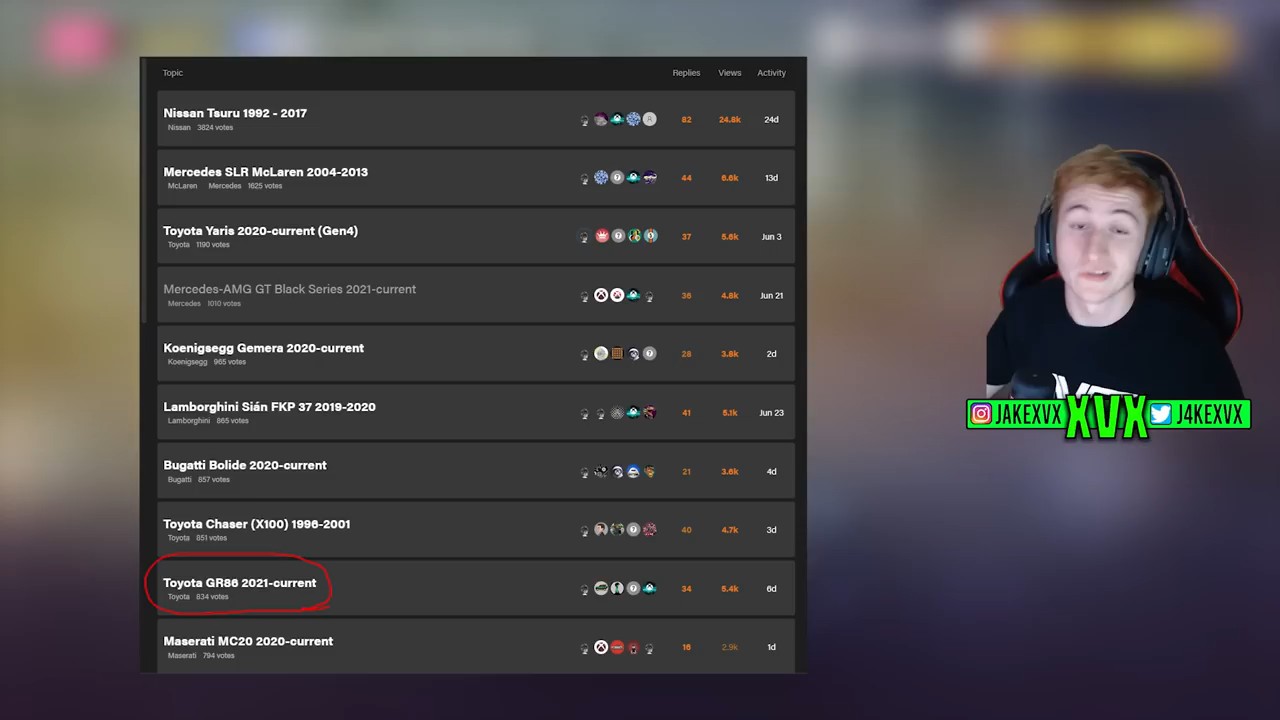 Topic Replies Views Activity
Nissan Tsuru 1992 - 2017
Nissan 3824 votes
82 24.8k 24d
Mercedes SLR McLaren 2004-2013
McLaren Mercedes 1625 votes
44 6.6k 13d
Toyota Yaris 2020-current (Gen4)
Toyota 1190 votes
37 5.6k Jun 3
Mercedes-AMG GT Black Series 2021-current
Mercedes 1010 votes
36 4.8k Jun 21
Koenigsegg Gemera 2020-current
Koenigsegg 965 votes
28 3.8k 2d
Lamborghini Sián FKP 37 2019-2020
Lamborghini 865 votes
41 5.1k Jun 23
Bugatti Bolide 2020-current
Bugatti 857 votes
21 3.6k 4d
Toyota Chaser (X100) 1996-2001
Toyota 851 votes
40 4.7k 3d
Toyota GR86 2021-current
Toyota 834 votes
34 5.4k 6d
Maserati MC20 2020-current
Maserati 794 votes
16 2.9k 1d
JAKEXVX XVX J4KEXVX